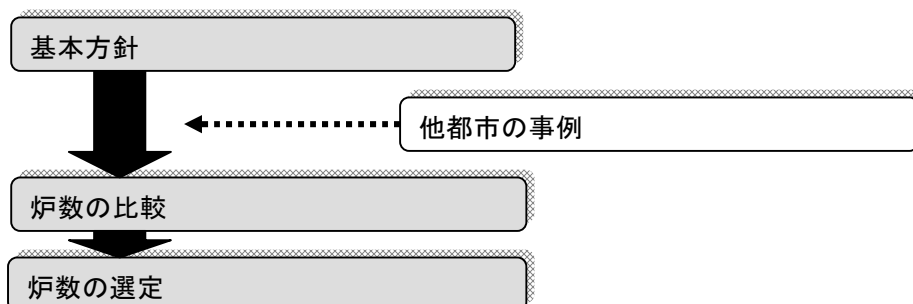 基本方針
他都市の事例
炉数の比較
炉数の選定